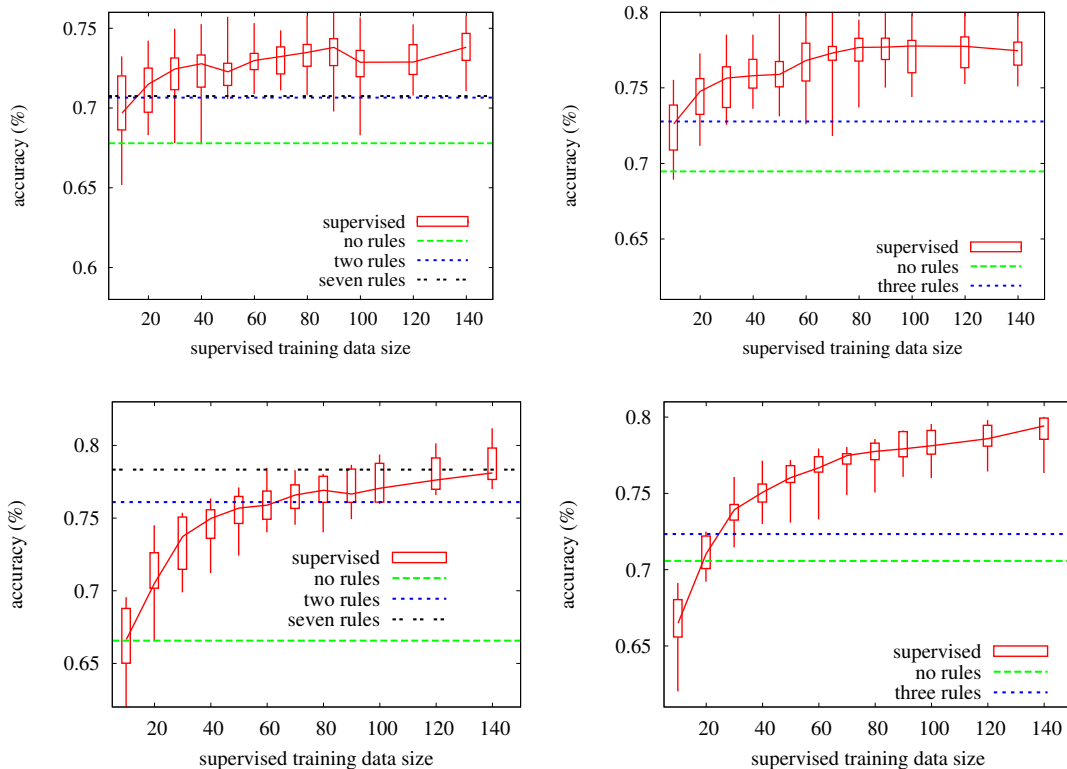 0.75
0.7
0.65
0.6
accuracy (%)
supervised
no rules
two rules
seven rules
20 40 60 80 100 120 140
supervised training data size
0.8
0.75
0.7
0.65
accuracy (%)
supervised
no rules
three rules
20 40 60 80 100 120 140
supervised training data size
0.8
0.75
0.7
0.65
accuracy (%)
supervised
no rules
two rules
seven rules
20 40 60 80 100 120 140
supervised training data size
0.8
0.75
0.7
0.65
accuracy (%)
supervised
no rules
three rules
20 40 60 80 100 120 140
supervised training data size